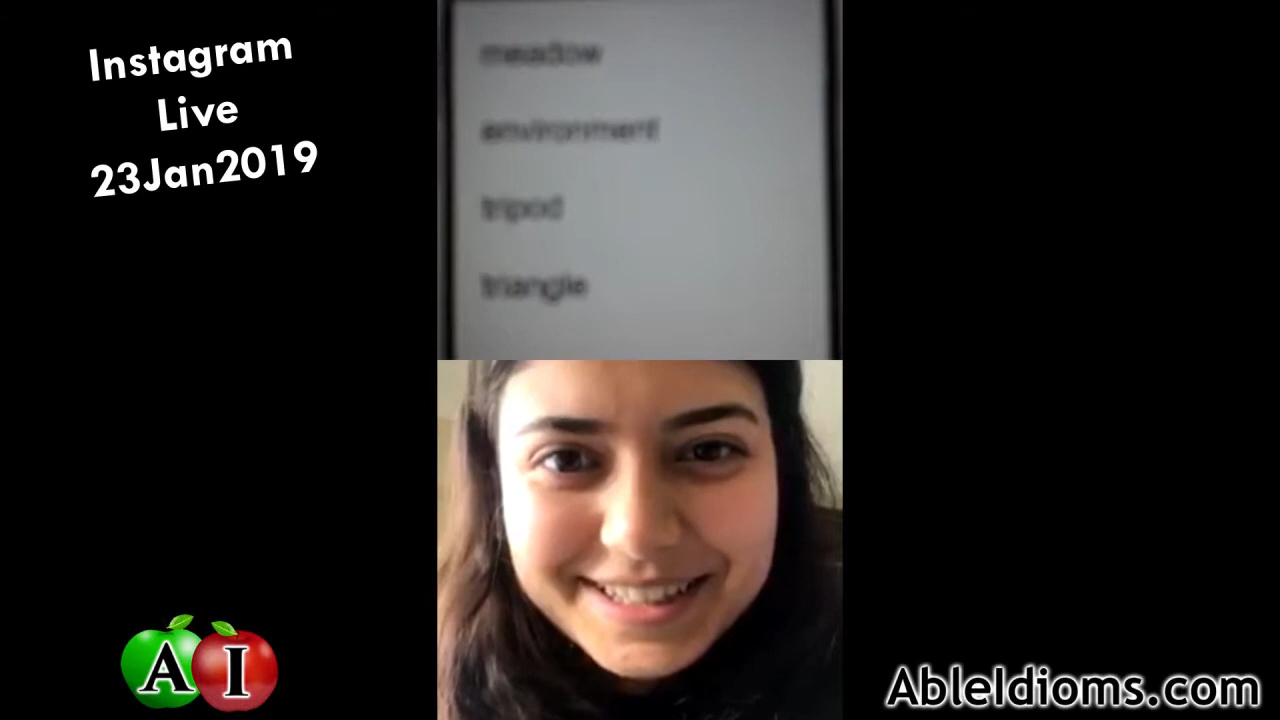 Instagram
Live
23Jan2019
meadow
environment
tripod
triangle
A I
AbleIdioms.com